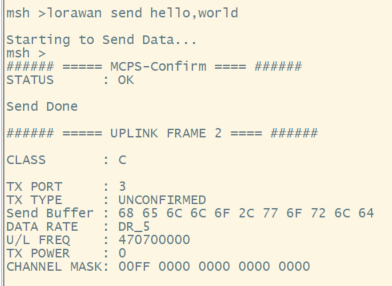 msh >lorawan send hello,world
Starting to Send Data...
msh >
###### ===== MCPS-Confirm ==== ######
STATUS      : OK
Send Done
###### ===== UPLINK FRAME 2 ==== ######
CLASS       : C
TX PORT     : 3
TX TYPE     : UNCONFIRMED
Send Buffer : 68 65 6C 6C 6F 2C 77 6F 72 6C 64
DATA RATE   : DR_5
U/L FREQ    : 470700000
TX POWER    : 0
CHANNEL MASK: 00FF 0000 0000 0000 0000